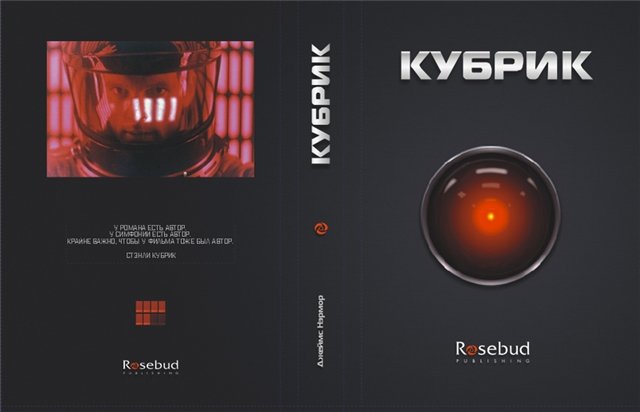 У РОМАНА ЕСТЬ АВТОР.
У СИМФОНИИ ЕСТЬ АВТОР.
КРАЙНЕ ВАЖНО, ЧТОБЫ У ФИЛЬМА ТОЖЕ БЫЛ АВТОР.
СТЭНЛИ КУБРИК
Rosebud
PUBLISHING
КУБРИК
Джеймс Нэрмор
КУБРИК
Rosebud
PUBLISHING